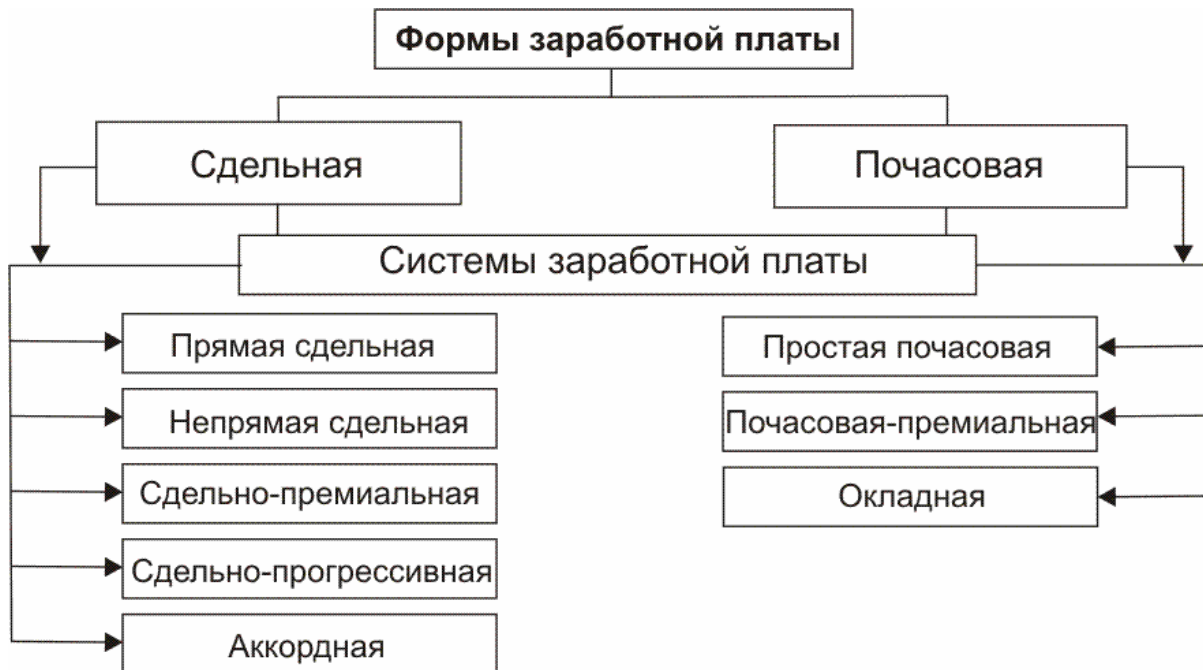 Формы заработной платы
Сдельная
Почасовая
Системы заработной платы
Прямая сдельная
Непрямая сдельная
Сдельно-премиальная
Сдельно-прогрессивная
Аккордная
Простая почасовая
Почасовая-премиальная
Окладная